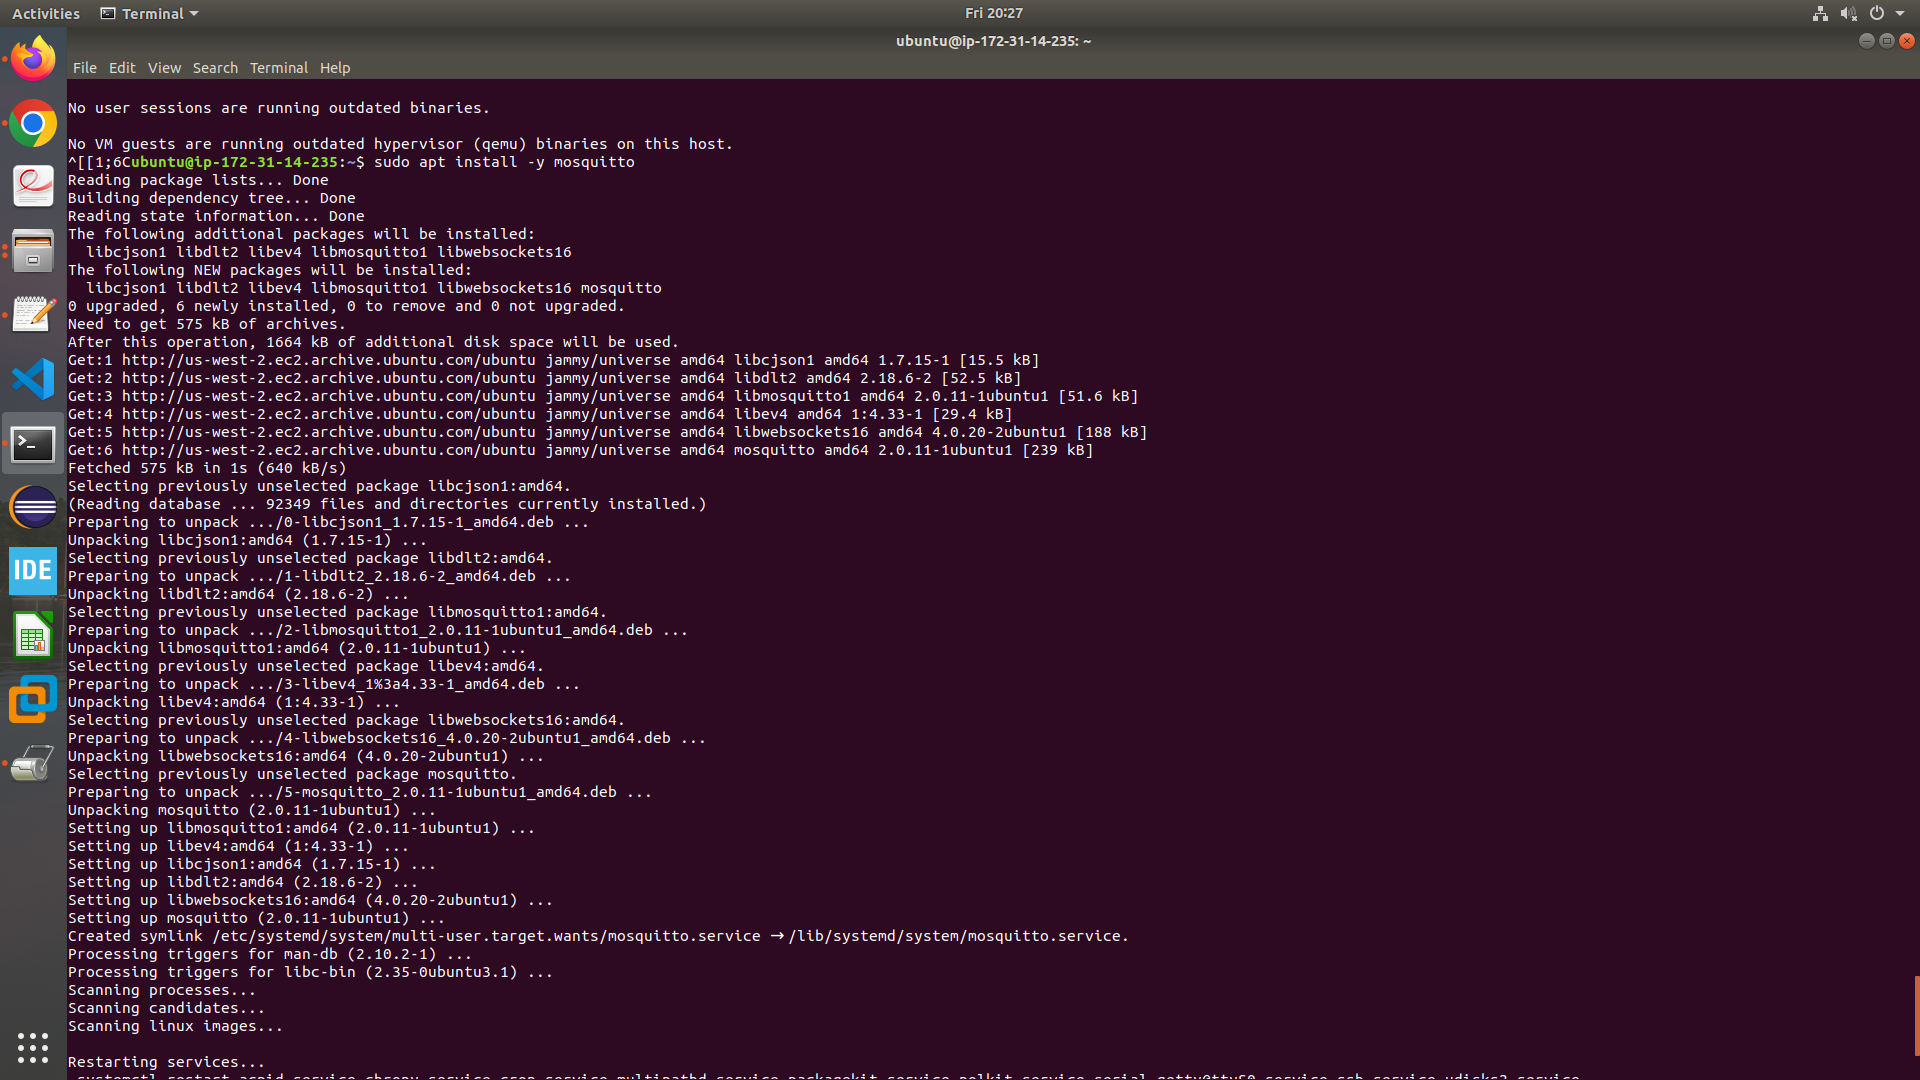 Activities Terminal Fri 20:27
ubuntu@ip-172-31-14-235: ~
File Edit View Search Terminal Help
No user sessions are running outdated binaries.
No VM guests are running outdated hypervisor (qemu) binaries on this host.
^[[1;6Cubuntu@ip-172-31-14-235:~$ sudo apt install -y mosquitto
Reading package lists... Done
Building dependency tree... Done
Reading state information... Done
The following additional packages will be installed:
  libcjson1 libdlt2 libev4 libmosquitto1 libwebsockets16
The following NEW packages will be installed:
  libcjson1 libdlt2 libev4 libmosquitto1 libwebsockets16 mosquitto
0 upgraded, 6 newly installed, 0 to remove and 0 not upgraded.
Need to get 575 kB of archives.
After this operation, 1664 kB of additional disk space will be used.
Get:1 http://us-west-2.ec2.archive.ubuntu.com/ubuntu jammy/universe amd64 libcjson1 amd64 1.7.15-1 [15.5 kB]
Get:2 http://us-west-2.ec2.archive.ubuntu.com/ubuntu jammy/universe amd64 libdlt2 amd64 2.18.6-2 [52.5 kB]
Get:3 http://us-west-2.ec2.archive.ubuntu.com/ubuntu jammy/universe amd64 libmosquitto1 amd64 2.0.11-1ubuntu1 [51.6 kB]
Get:4 http://us-west-2.ec2.archive.ubuntu.com/ubuntu jammy/universe amd64 libev4 amd64 1:4.33-1 [29.4 kB]
Get:5 http://us-west-2.ec2.archive.ubuntu.com/ubuntu jammy/universe amd64 libwebsockets16 amd64 4.0.20-2ubuntu1 [188 kB]
Get:6 http://us-west-2.ec2.archive.ubuntu.com/ubuntu jammy/universe amd64 mosquitto amd64 2.0.11-1ubuntu1 [239 kB]
Fetched 575 kB in 1s (640 kB/s)
Selecting previously unselected package libcjson1:amd64.
(Reading database ... 92349 files and directories currently installed.)
Preparing to unpack .../0-libcjson1_1.7.15-1_amd64.deb ...
Unpacking libcjson1:amd64 (1.7.15-1) ...
Selecting previously unselected package libdlt2:amd64.
Preparing to unpack .../1-libdlt2_2.18.6-2_amd64.deb ...
Unpacking libdlt2:amd64 (2.18.6-2) ...
Selecting previously unselected package libmosquitto1:amd64.
Preparing to unpack .../2-libmosquitto1_2.0.11-1ubuntu1_amd64.deb ...
Unpacking libmosquitto1:amd64 (2.0.11-1ubuntu1) ...
Selecting previously unselected package libev4:amd64.
Preparing to unpack .../3-libev4_1%3a4.33-1_amd64.deb ...
Unpacking libev4:amd64 (1:4.33-1) ...
Selecting previously unselected package libwebsockets16:amd64.
Preparing to unpack .../4-libwebsockets16_4.0.20-2ubuntu1_amd64.deb ...
Unpacking libwebsockets16:amd64 (4.0.20-2ubuntu1) ...
Selecting previously unselected package mosquitto.
Preparing to unpack .../5-mosquitto_2.0.11-1ubuntu1_amd64.deb ...
Unpacking mosquitto (2.0.11-1ubuntu1) ...
Setting up libmosquitto1:amd64 (2.0.11-1ubuntu1) ...
Setting up libev4:amd64 (1:4.33-1) ...
Setting up libcjson1:amd64 (1.7.15-1) ...
Setting up libdlt2:amd64 (2.18.6-2) ...
Setting up libwebsockets16:amd64 (4.0.20-2ubuntu1) ...
Setting up mosquitto (2.0.11-1ubuntu1) ...
Created symlink /etc/systemd/system/multi-user.target.wants/mosquitto.service → /lib/systemd/system/mosquitto.service.
Processing triggers for man-db (2.10.2-1) ...
Processing triggers for libc-bin (2.35-0ubuntu3.1) ...
Scanning processes...
Scanning candidates...
Scanning linux images...
Restarting services...
IDE